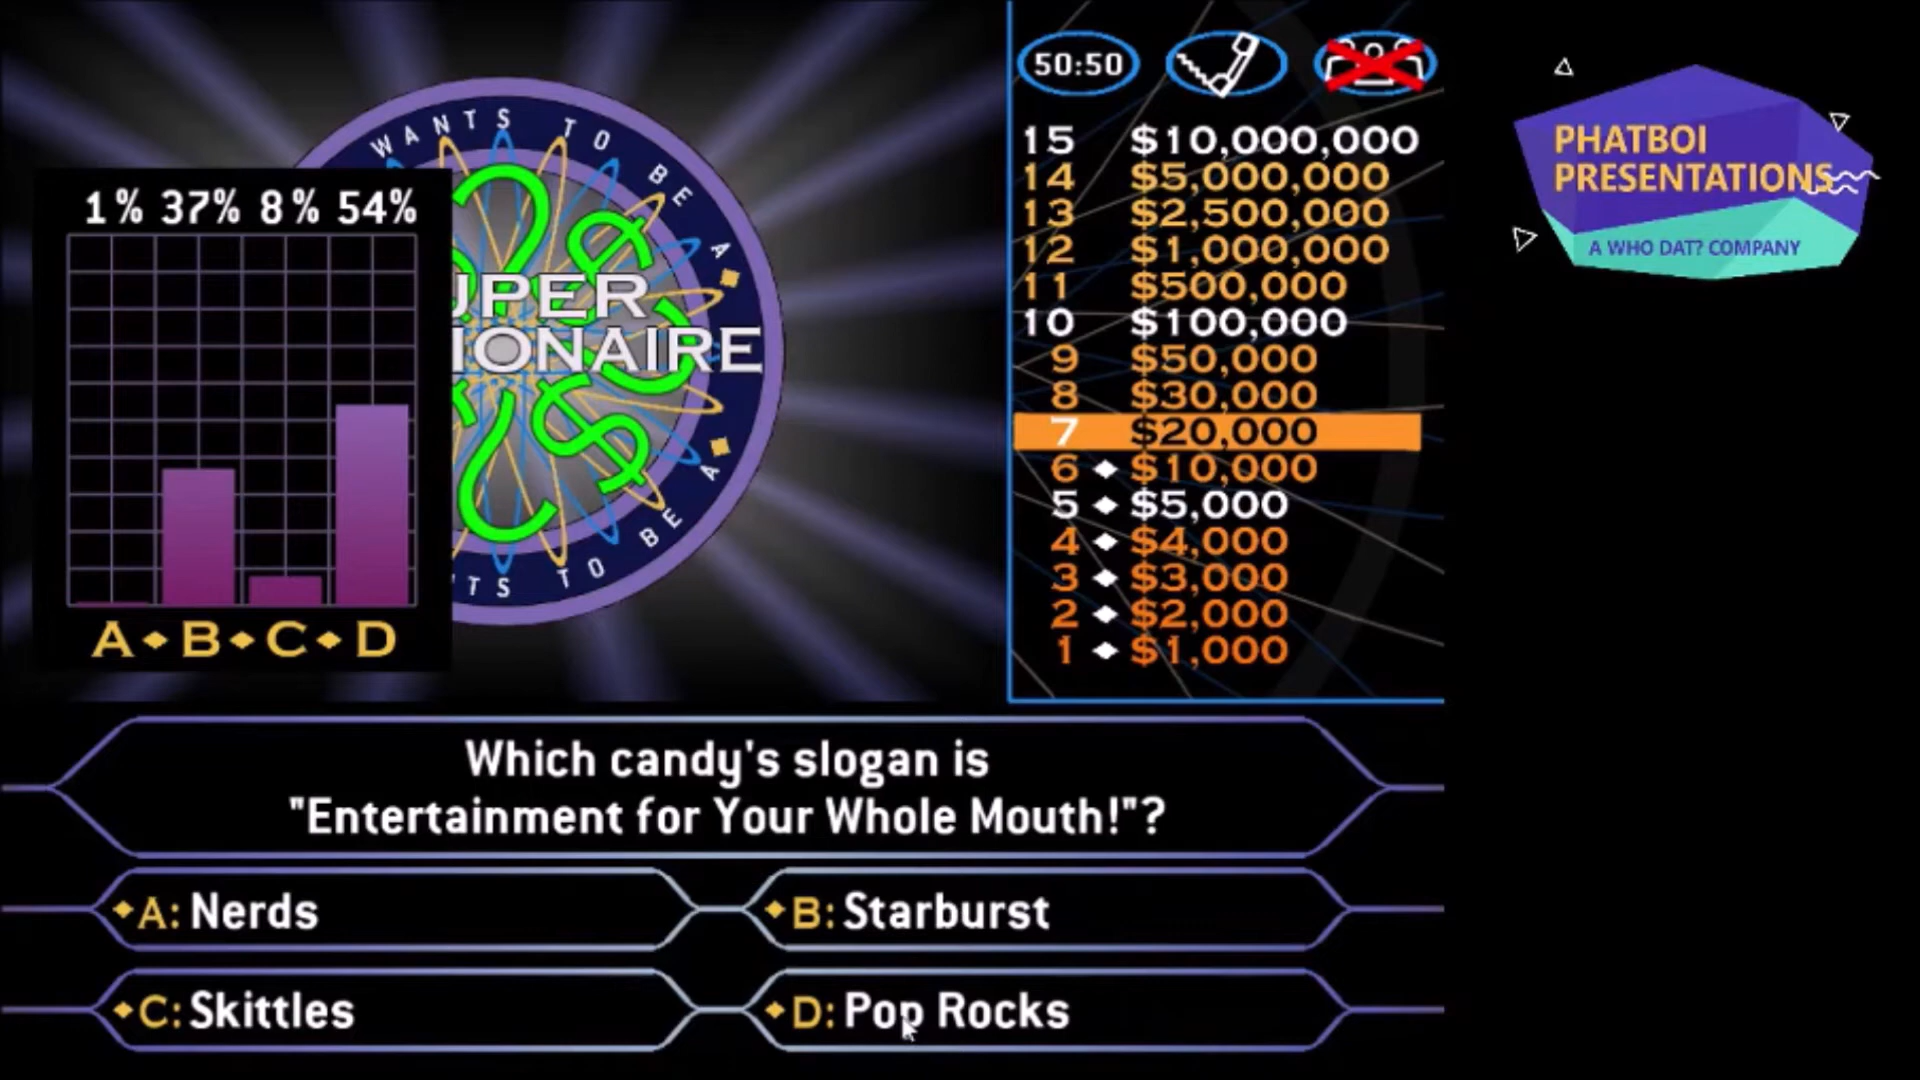 WANTS TO BE A
UPER
IONAIRE
TS TO BE A
1% 37% 8% 54%
A B C D
50:50
15 $10,000,000
14 $5,000,000
13 $2,500,000
12 $1,000,000
11 $500,000
10 $100,000
9 $50,000
8 $30,000
7 $20,000
6 $10,000
5 $5,000
4 $4,000
3 $3,000
2 $2,000
1 $1,000
PHATBOI
PRESENTATIONS
A WHO DAT? COMPANY
Which candy's slogan is
"Entertainment for Your Whole Mouth!"?
A: Nerds
B: Starburst
C: Skittles
D: Pop Rocks